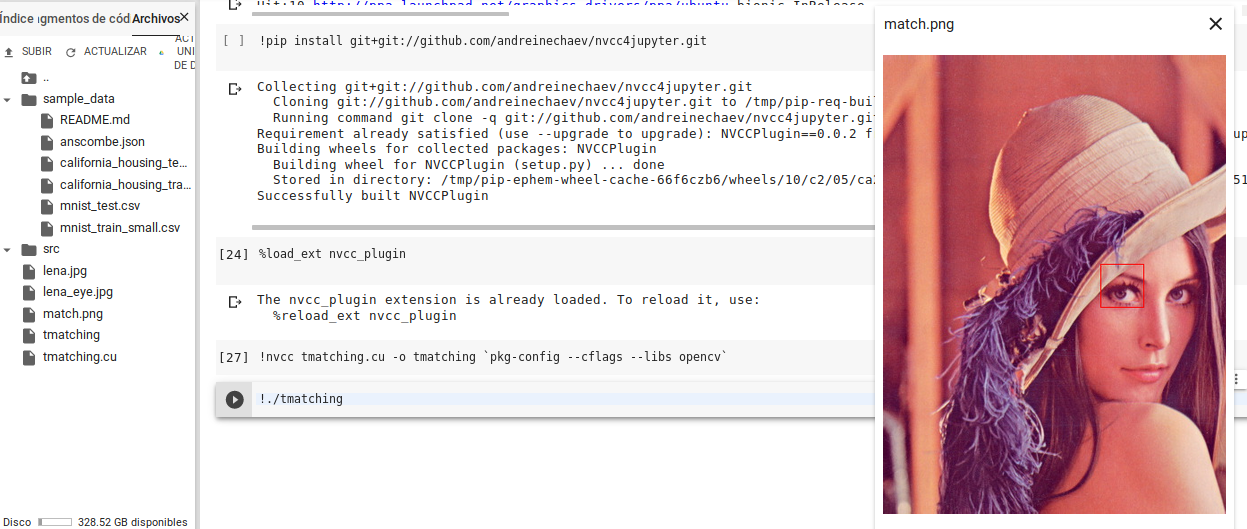 Índice
agmentos de cód
Archivos
SUBIR
ACTUALIZAR
UNI
DE D
..
sample_data
README.md
anscombe.json
california_housing_te...
california_housing_tra...
mnist_test.csv
mnist_train_small.csv
src
lena.jpg
lena_eye.jpg
match.png
tmatching
tmatching.cu
Disco
328.52 GB disponibles
Hit:10 http://ppa.launchpad.net/graphics-drivers/ppa/ubuntu bionic InRelease
[ ] !pip install git+git://github.com/andreinechaev/nvcc4jupyter.git
Collecting git+git://github.com/andreinechaev/nvcc4jupyter.git
Cloning git://github.com/andreinechaev/nvcc4jupyter.git to /tmp/pip-req-buil
Running command git clone -q git://github.com/andreinechaev/nvcc4jupyter.git
Requirement already satisfied (use --upgrade to upgrade): NVCCPlugin==0.0.2 f
Building wheels for collected packages: NVCCPlugin
Building wheel for NVCCPlugin (setup.py) ... done
Stored in directory: /tmp/pip-ephem-wheel-cache-66f6czb6/wheels/10/c2/05/ca2
Successfully built NVCCPlugin
[24] %load_ext nvcc_plugin
The nvcc_plugin extension is already loaded. To reload it, use:
%reload_ext nvcc_plugin
[27] !nvcc tmatching.cu -o tmatching `pkg-config --cflags --libs opencv`
!./tmatching
match.png
up
51